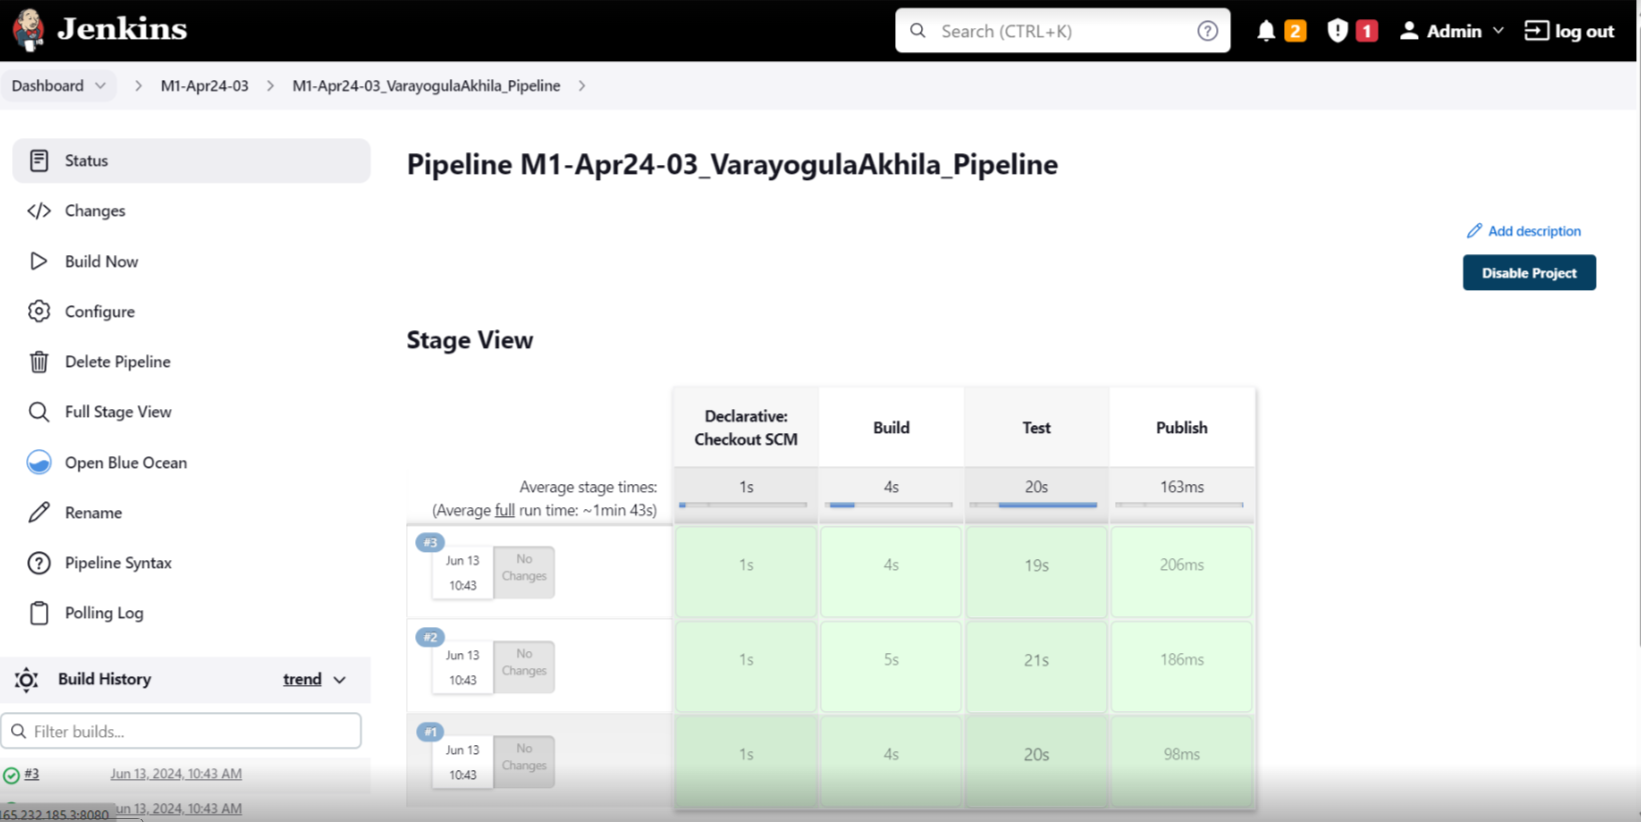 Jenkins
Search (CTRL+K)
2
1
Admin
log out
Dashboard
M1-Apr24-03
M1-Apr24-03_VarayogulaAkhila_Pipeline
Status
Changes
Build Now
Configure
Delete Pipeline
Full Stage View
Open Blue Ocean
Rename
Pipeline Syntax
Polling Log
Build History
trend
Filter builds...
#3
Jun 13, 2024, 10:43 AM
un 13, 2024, 10:43 AM
165.232.185.3:8080
Pipeline M1-Apr24-03_VarayogulaAkhila_Pipeline
Add description
Disable Project
Stage View
Declarative:
Checkout SCM
Build
Test
Publish
Average stage times:
(Average full run time: ~1min 43s)
1s
4s
20s
163ms
#3
Jun 13
10:43
No
Changes
1s
4s
19s
206ms
#2
Jun 13
10:43
No
Changes
1s
5s
21s
186ms
#1
Jun 13
10:43
No
Changes
1s
4s
20s
98ms